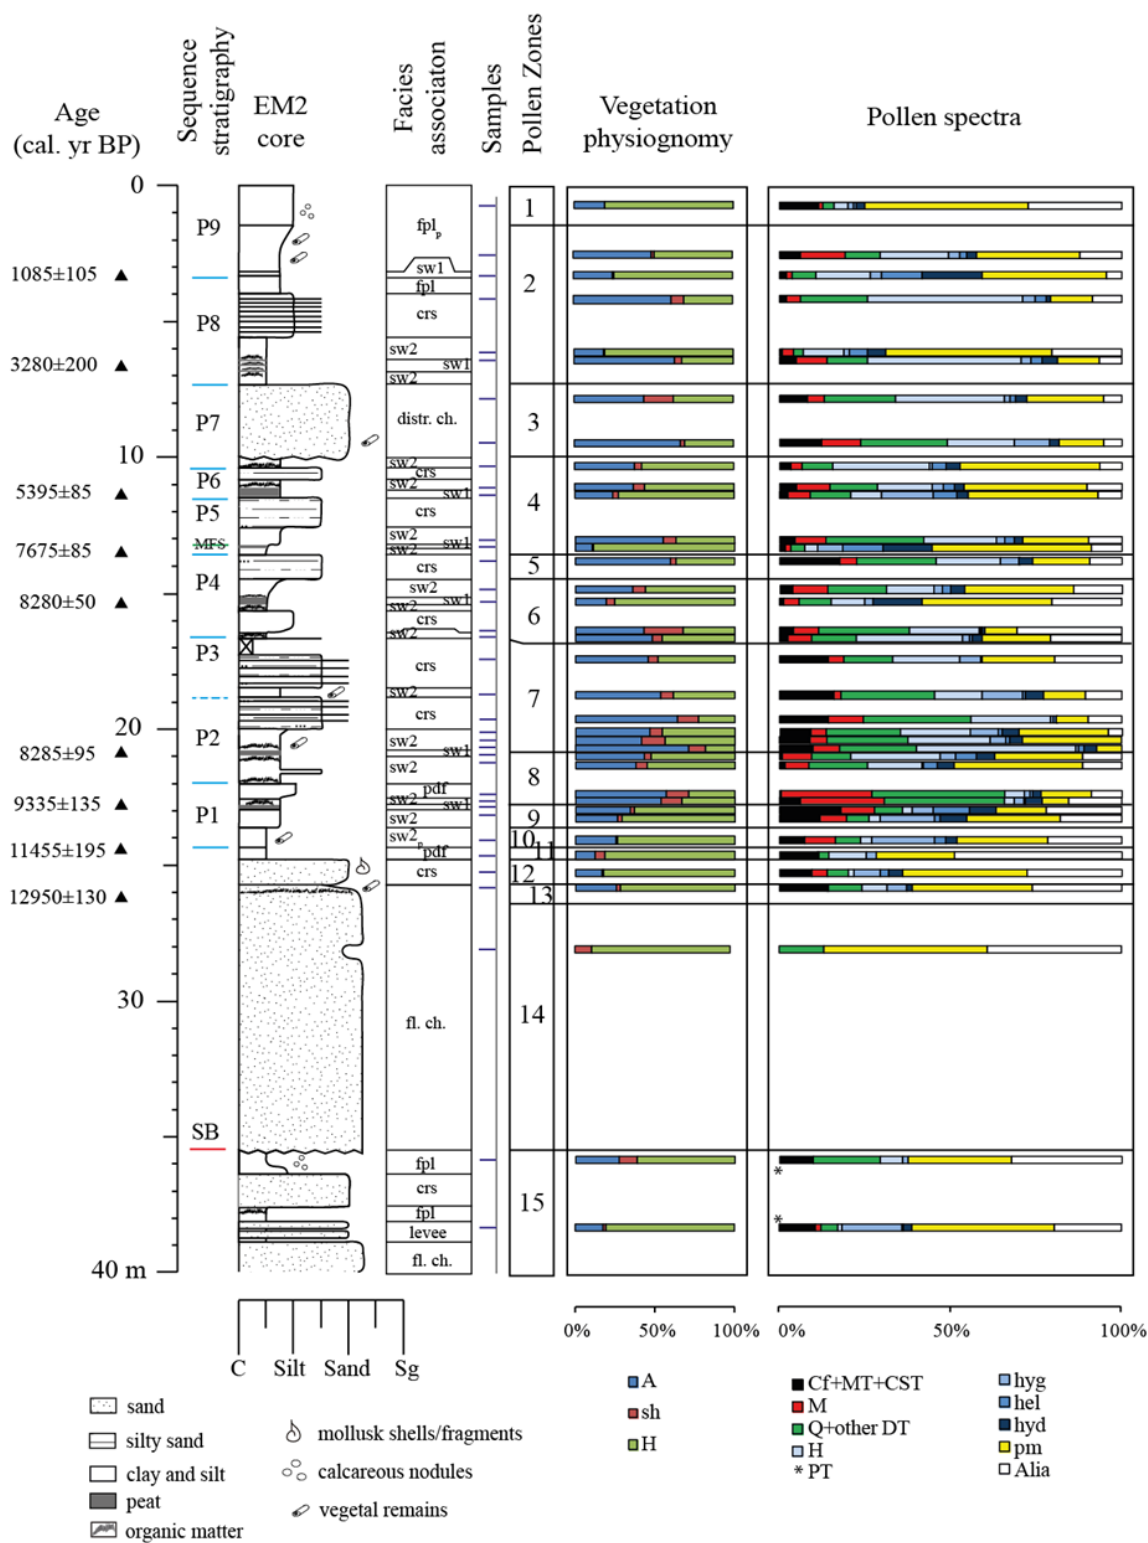 Age
(cal. yr BP)
Sequence
stratigraphy
EM2
core
Facies
associaton
Samples
Pollen Zones
Vegetation
physiognomy
Pollen spectra
0
10
20
30
40 m
1085±105
3280±200
5395±85
7675±85
8280±50
8285±95
9335±135
11455±195
12950±130
P9
P8
P7
P6
P5
MFS
P4
P3
P2
P1
SB
fplp
sw1
fpl
crs
sw2
sw1
sw2
distr. ch.
sw2
crs
sw2
sw1
crs
sw2
sw1
sw2
crs
sw2
sw1
sw2
crs
sw2
crs
sw2
crs
sw2
sw1
sw2
pdf
sw2
sw1
sw2p
pdf
crs
fl. ch.
fpl
crs
fpl
levee
fl. ch.
1
2
3
4
5
6
7
8
9
10
11
12
13
14
15
*
*
C Silt Sand Sg
0% 50% 100%
0% 50% 100%
sand
silty sand
clay and silt
peat
organic matter
mollusk shells/fragments
calcareous nodules
vegetal remains
A
sh
H
Cf+MT+CST
M
Q+other DT
H
* PT
hyg
hel
hyd
pm
Alia